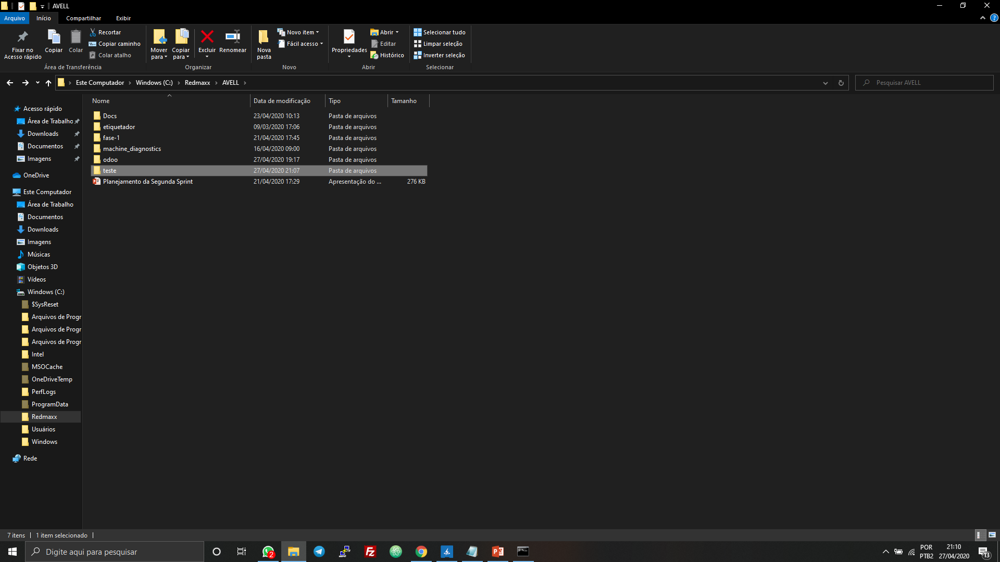 AVELL
Arquivo Início Compartilhar Exibir
Fixar no
Acesso rápido
Copiar
Colar
Recortar
Copiar caminho
Colar atalho
Área de Transferência
Mover
para
Copiar
para
Excluir
Renomear
Organizar
Nova
pasta
Novo item
Fácil acesso
Novo
Propriedades
Abrir
Editar
Histórico
Abrir
Selecionar tudo
Limpar seleção
Inverter seleção
Selecionar
Este Computador › Windows (C:) › Redmaxx › AVELL ›
Pesquisar AVELL
Acesso rápido
Área de Trabalho
Downloads
Documentos
Imagens
OneDrive
Este Computador
Área de Trabalho
Documentos
Downloads
Imagens
Músicas
Objetos 3D
Vídeos
Windows (C:)
$SysReset
Arquivos de Progr
Arquivos de Progr
Arquivos de Progr
Intel
MSOCache
OneDriveTemp
PerfLogs
ProgramData
Redmaxx
Usuários
Windows
Rede
Nome Data de modificação Tipo Tamanho
Docs 23/04/2020 10:13 Pasta de arquivos
etiquetador 09/03/2020 17:06 Pasta de arquivos
fase-1 21/04/2020 17:45 Pasta de arquivos
machine_diagnostics 16/04/2020 09:00 Pasta de arquivos
odoo 27/04/2020 19:17 Pasta de arquivos
teste 27/04/2020 21:07 Pasta de arquivos
Planejamento da Segunda Sprint 21/04/2020 17:29 Apresentação do ... 276 KB
7 itens 1 item selecionado
Digite aqui para pesquisar
2
POR
PTB2
21:10
27/04/2020
13